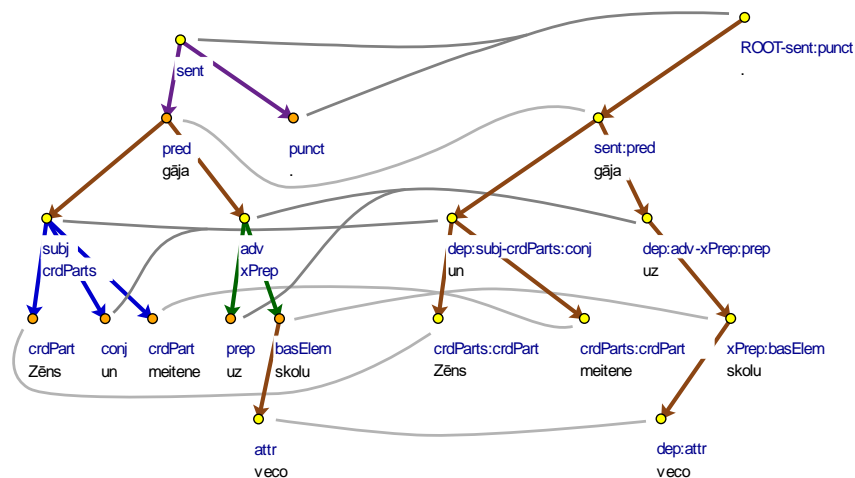 sent
ROOT-sent:punct
.
pred
gāja
punct
.
sent:pred
gāja
subj
crdParts
adv
xPrep
dep:subj-crdParts:conj
un
dep:adv-xPrep:prep
uz
crdPart
Zēns
conj
un
crdPart
meitene
prep
uz
basElem
skolu
crdParts:crdPart
Zēns
crdParts:crdPart
meitene
xPrep:basElem
skolu
attr
veco
dep:attr
veco